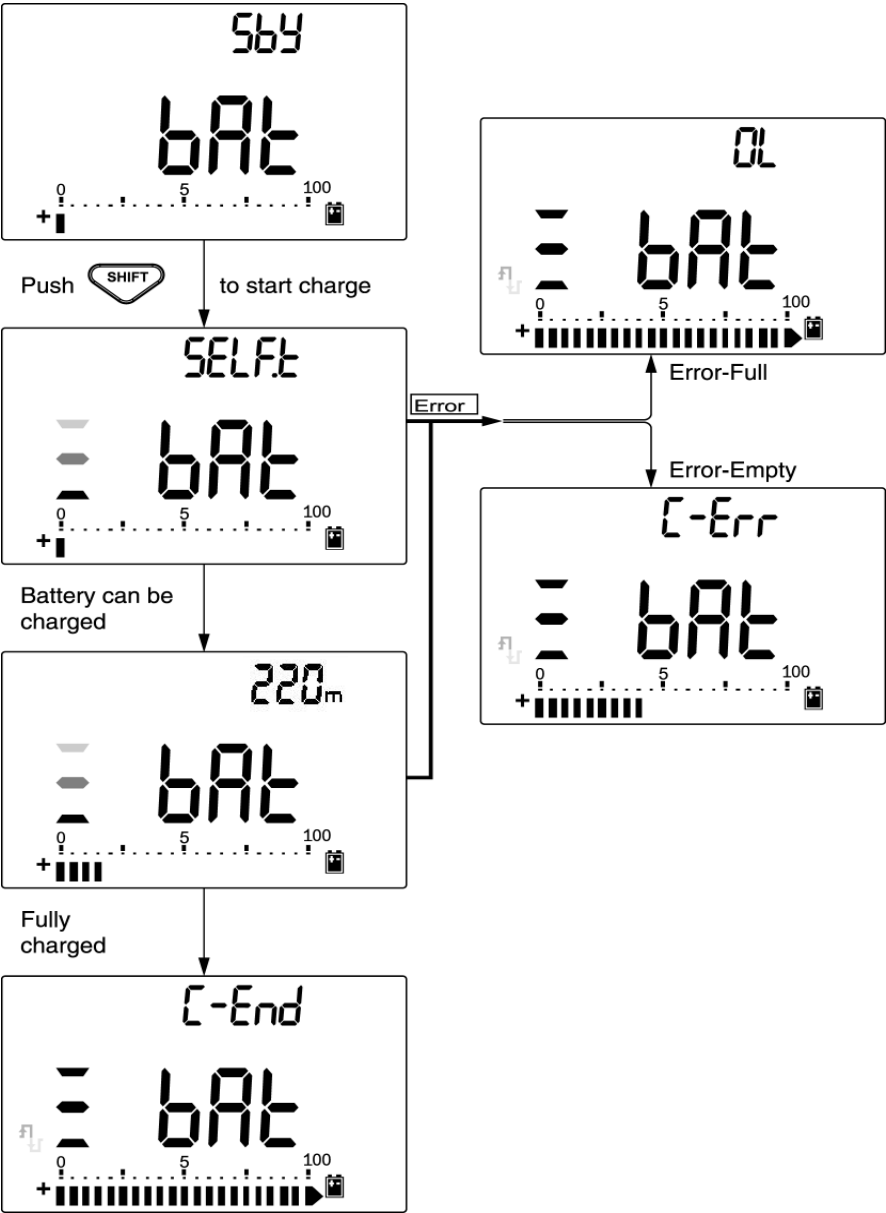 Sby
bAt
0 5 100
+
Push SHIFT to start charge
SELF.t
bAt
0 5 100
+
Battery can be
charged
220m
bAt
0 5 100
+
Fully
charged
C-End
bAt
0 5 100
+
Error
OL
bAt
0 5 100
+
Error-Full
Error-Empty
C-Err
bAt
0 5 100
+